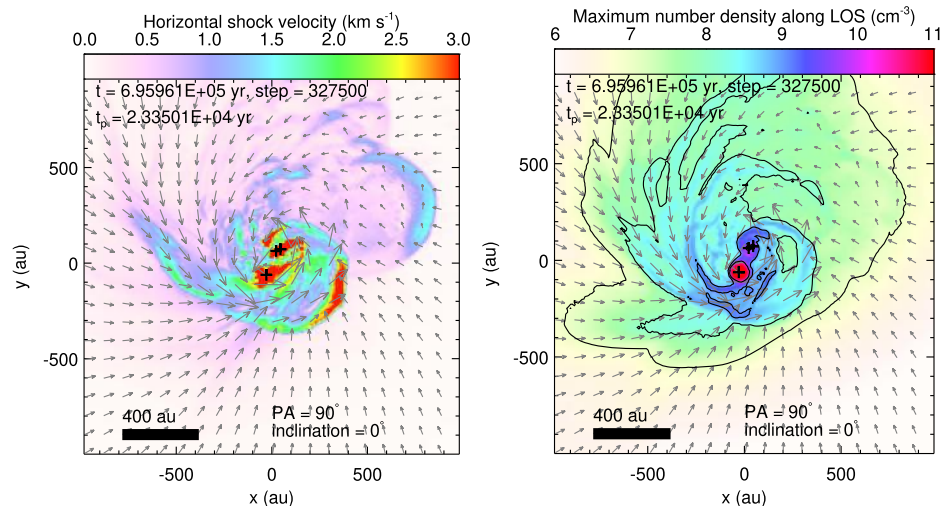 Horizontal shock velocity (km s⁻¹)
0.0 0.5 1.0 1.5 2.0 2.5 3.0
t = 6.95961E+05 yr, step = 327500
tₚ = 2.33501E+04 yr
500
0
-500
y (au)
400 au
PA = 90°
inclination = 0°
-500 0 500
x (au)
Maximum number density along LOS (cm⁻³)
6 7 8 9 10 11
t = 6.95961E+05 yr, step = 327500
tₚ = 2.33501E+04 yr
500
0
-500
y (au)
400 au
PA = 90°
inclination = 0°
-500 0 500
x (au)